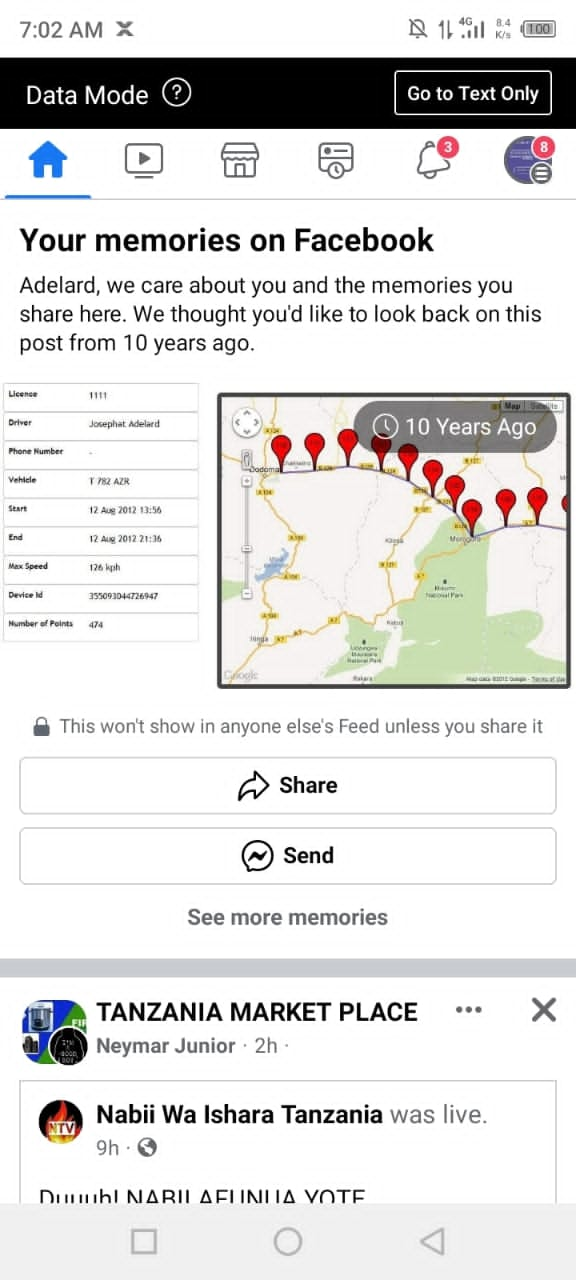 7:02 AM
4G
8.4
K/s
100
Data Mode ?
Go to Text Only
3
8
Your memories on Facebook
Adelard, we care about you and the memories you
share here. We thought you'd like to look back on this
post from 10 years ago.
Licence 1111
Driver Josephat Adelard
Phone Number -
Vehicle T 782 AZR
Start 12 Aug 2012 13:56
End 12 Aug 2012 21:36
Max Speed 126 kph
Device Id 355093044726947
Number of Points 474
Map Satellite
10 Years Ago
Dodoma
Kilosa
Morogoro
Mikumi
National Park
Iringa
Udzungwa
Mountains
National Park
Google
Map data ©2012 Google - Terms of Use
This won't show in anyone else's Feed unless you share it
Share
Send
See more memories
TANZANIA MARKET PLACE
Neymar Junior · 2h ·
NTV
Nabii Wa Ishara Tanzania was live.
9h ·
Duuuh! NABII AFUNUA YOTE